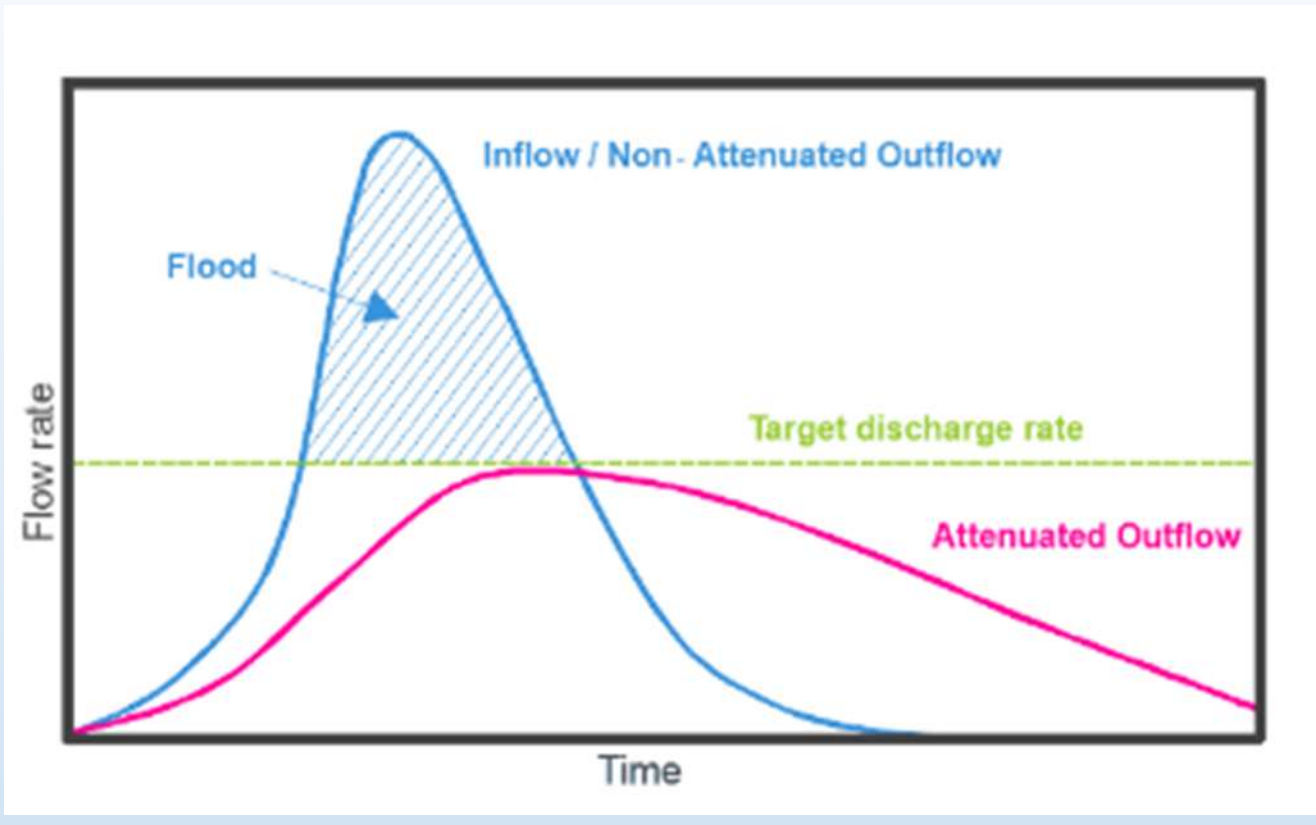 Inflow / Non - Attenuated Outflow
Flood
Target discharge rate
Flow rate
Attenuated Outflow
Time